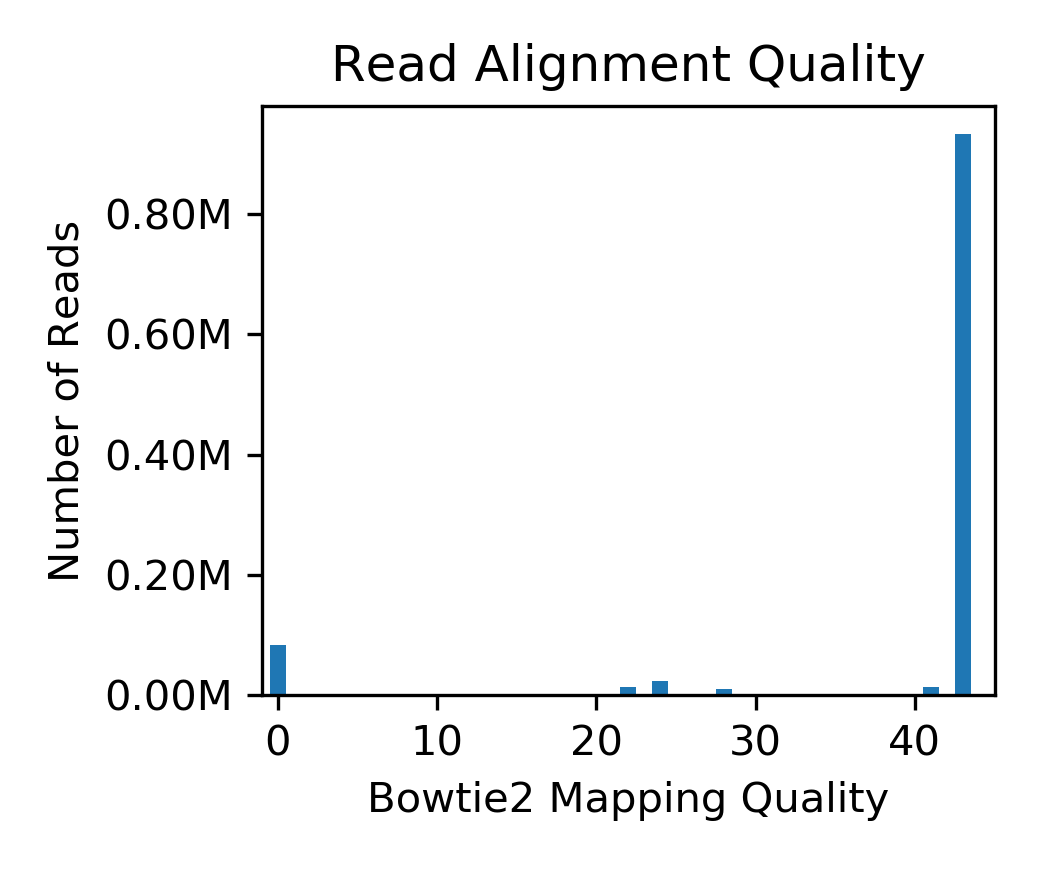 Read Alignment Quality
Number of Reads
0.80M
0.60M
0.40M
0.20M
0.00M
0 10 20 30 40
Bowtie2 Mapping Quality